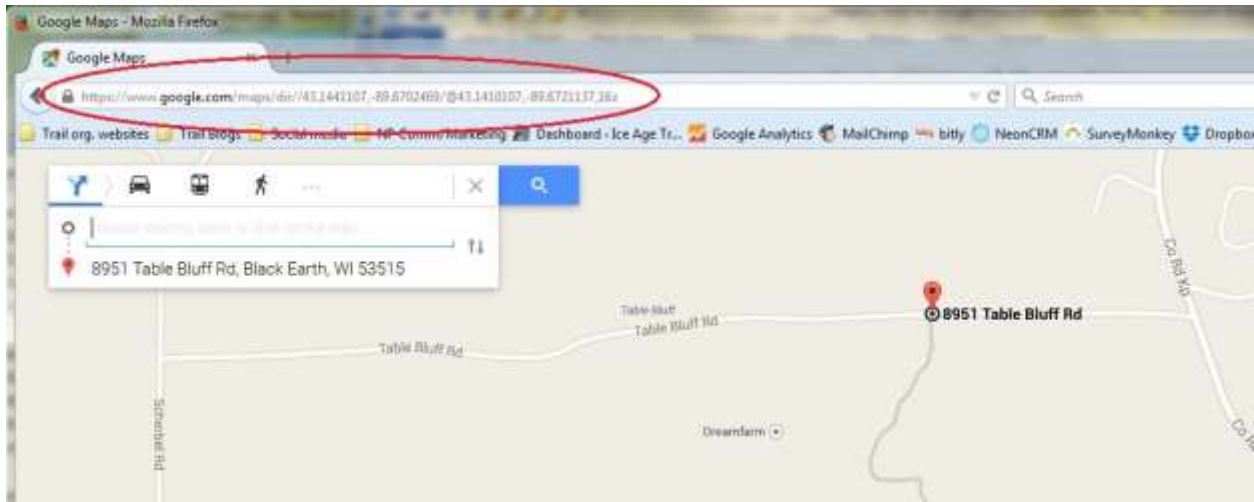 Google Maps - Mozilla Firefox
Google Maps
https://www.google.com/maps/dir//43.1441107,-89.6702469/@43.1410107,-89.6721137,16z
Search
Trail org. websites Trail Blogs Social media NP Comm/Marketing Dashboard - Ice Age Tr... Google Analytics MailChimp bitly NeonCRM SurveyMonkey Dropbox
8951 Table Bluff Rd, Black Earth, WI 53515
Co Rd KP
Table Bluff
Table Bluff Rd
8951 Table Bluff Rd
Table Bluff Rd
Scherbel Rd
Dreamfarm
Co R